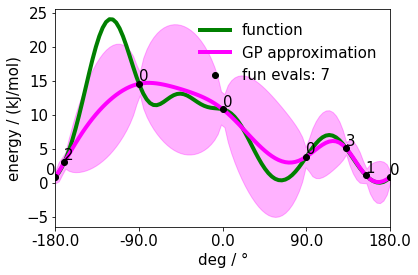 25
20
15
10
5
0
−5
energy / (kJ/mol)
function
GP approximation
fun evals: 7
0
2
0
0
0
3
1
0
-180.0 -90.0 0.0 90.0 180.0
deg / °